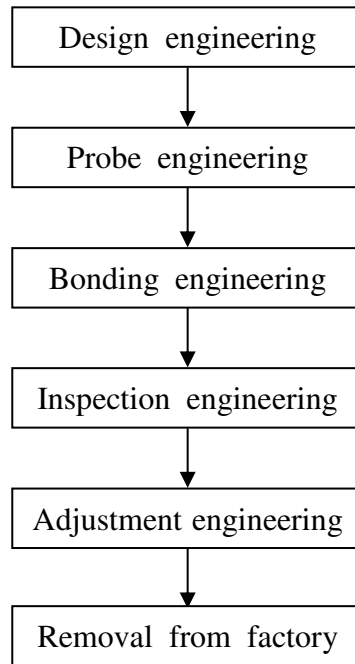 Design engineering
Probe engineering
Bonding engineering
Inspection engineering
Adjustment engineering
Removal from factory